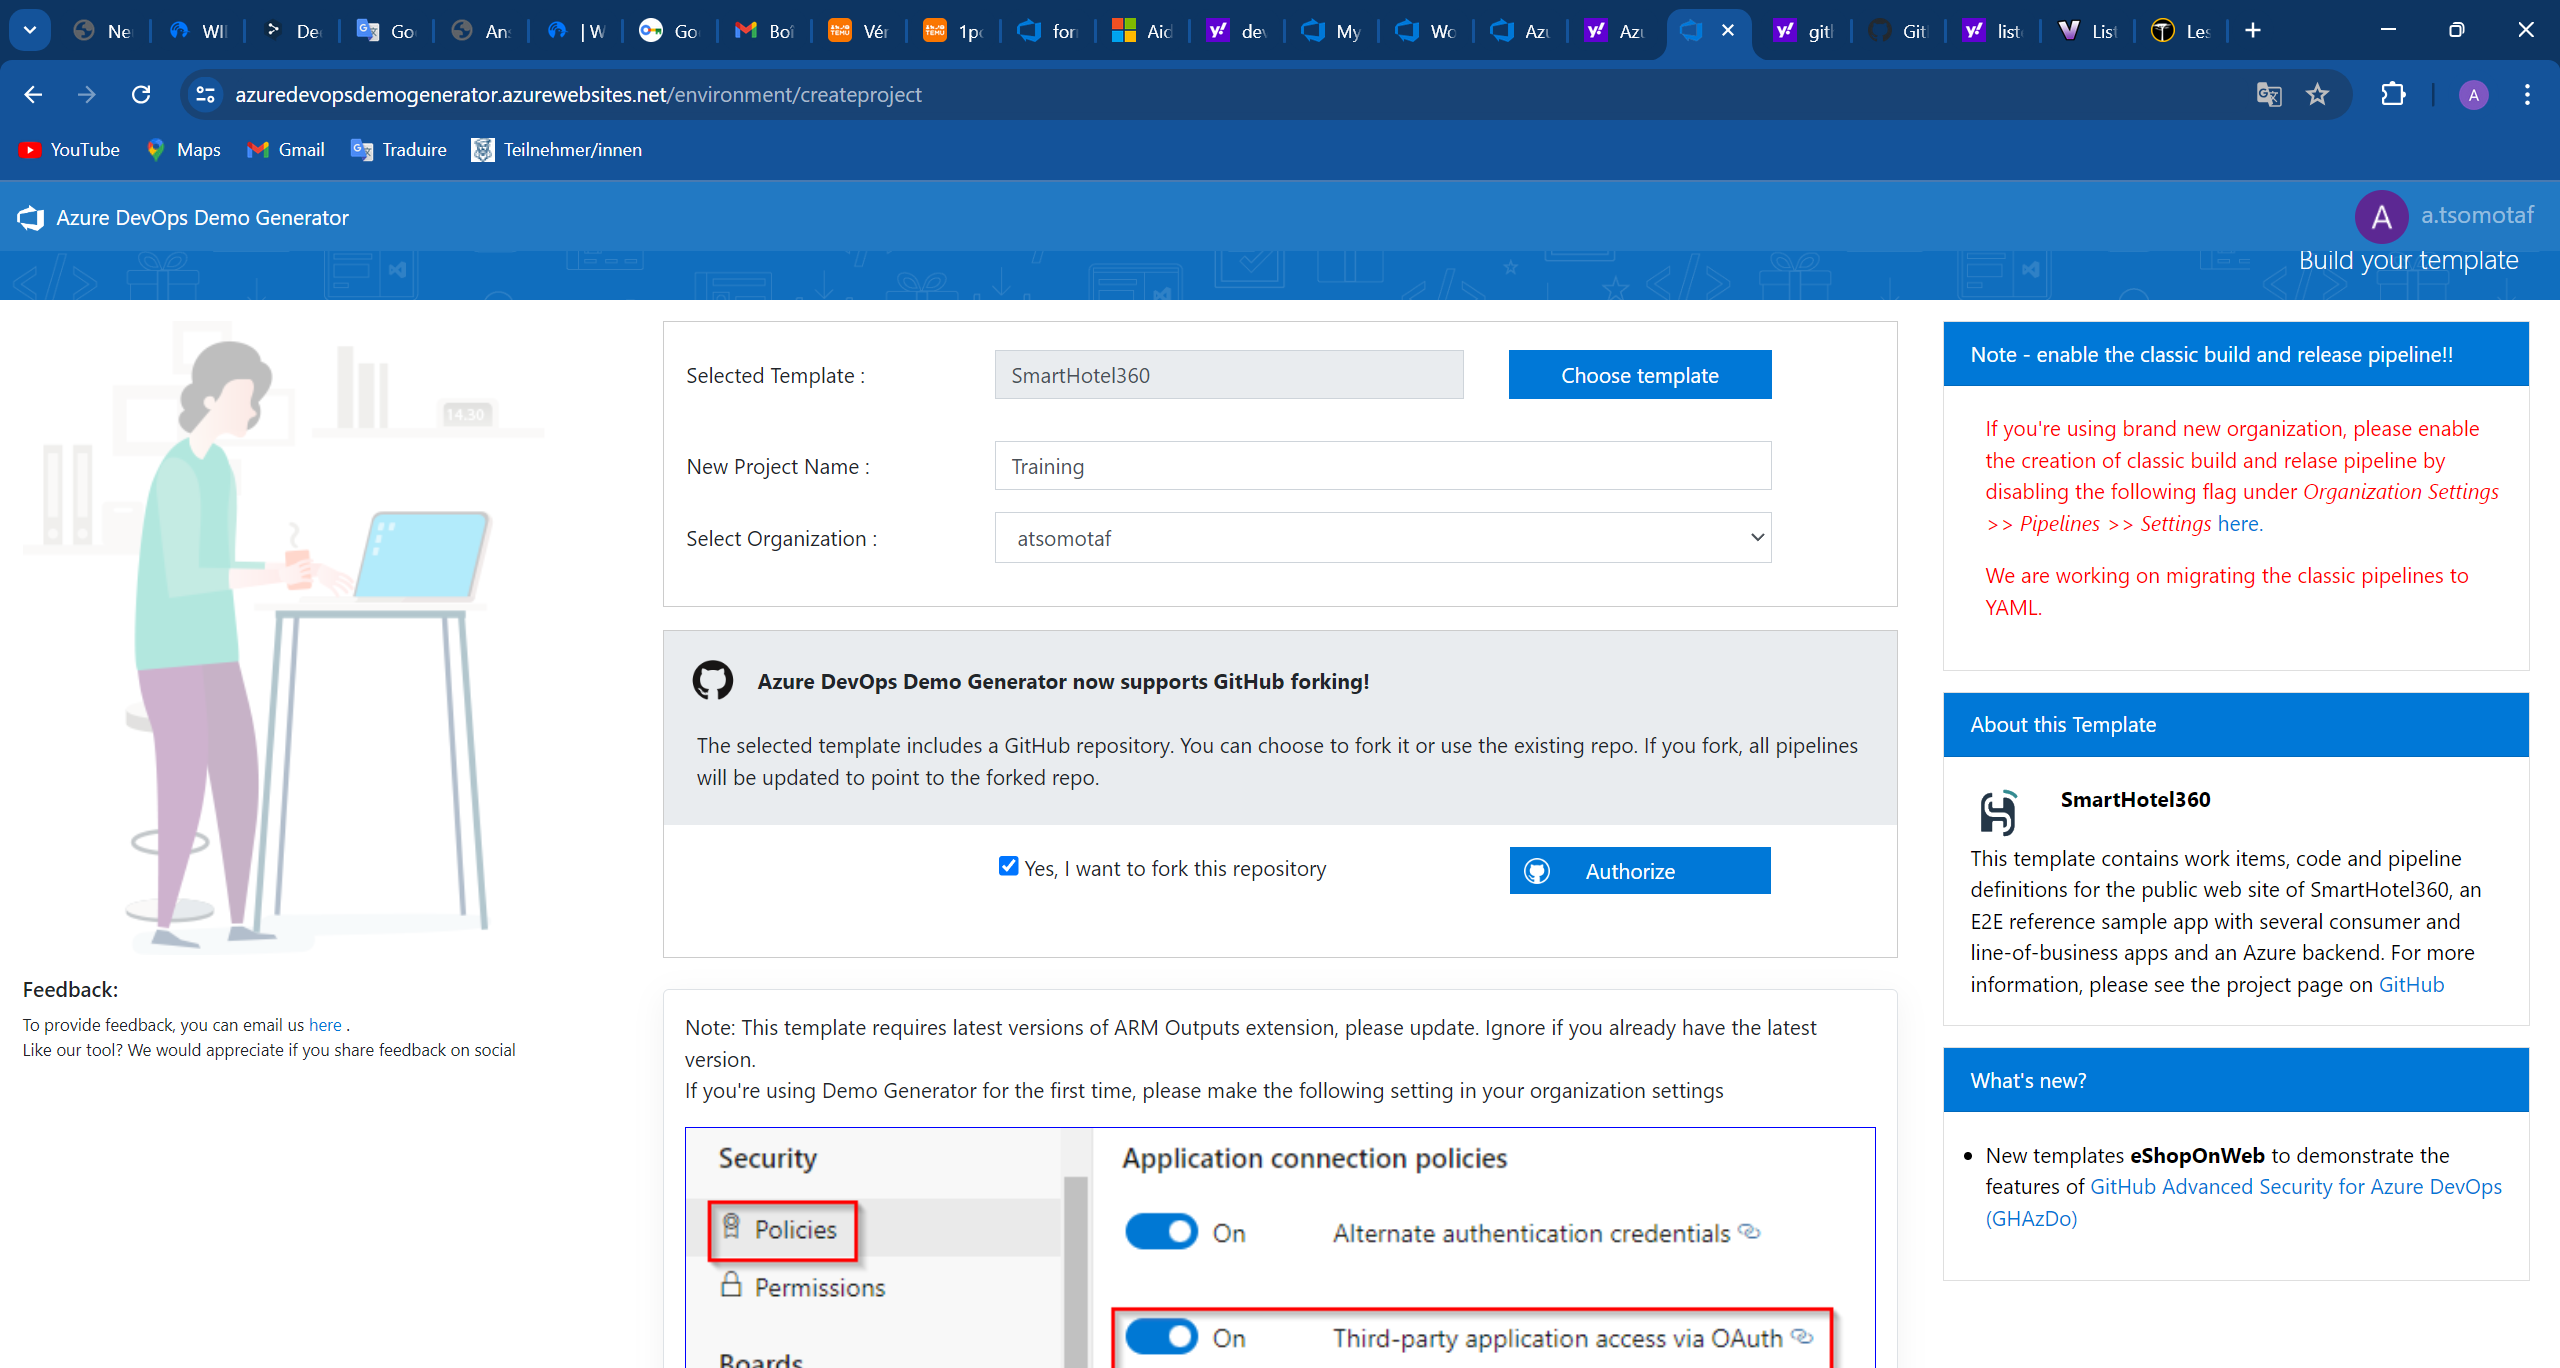 Ne
WI
De
Go
An
| W
Go
Boî
Vér
1po
for
Aid
dev
My
Wo
Azu
Azu
gitl
Git
list
List
Les
azuredevopsdemogenerator.azurewebsites.net/environment/createproject
A
YouTube
Maps
Gmail
Traduire
Teilnehmer/innen
Azure DevOps Demo Generator
A
a.tsomotaf
Build your template
14.30
Selected Template :
SmartHotel360
Choose template
New Project Name :
Training
Select Organization :
atsomotaf
Azure DevOps Demo Generator now supports GitHub forking!
The selected template includes a GitHub repository. You can choose to fork it or use the existing repo. If you fork, all pipelines
will be updated to point to the forked repo.
Yes, I want to fork this repository
Authorize
Feedback:
To provide feedback, you can email us here .
Like our tool? We would appreciate if you share feedback on social
Note: This template requires latest versions of ARM Outputs extension, please update. Ignore if you already have the latest
version.
If you're using Demo Generator for the first time, please make the following setting in your organization settings
Security
Policies
Permissions
Boards
Application connection policies
On Alternate authentication credentials
On Third-party application access via OAuth
Note - enable the classic build and release pipeline!!
If you're using brand new organization, please enable
the creation of classic build and relase pipeline by
disabling the following flag under Organization Settings
>> Pipelines >> Settings here.
We are working on migrating the classic pipelines to
YAML.
About this Template
SmartHotel360
This template contains work items, code and pipeline
definitions for the public web site of SmartHotel360, an
E2E reference sample app with several consumer and
line-of-business apps and an Azure backend. For more
information, please see the project page on GitHub
What's new?
New templates eShopOnWeb to demonstrate the
features of GitHub Advanced Security for Azure DevOps
(GHAzDo)